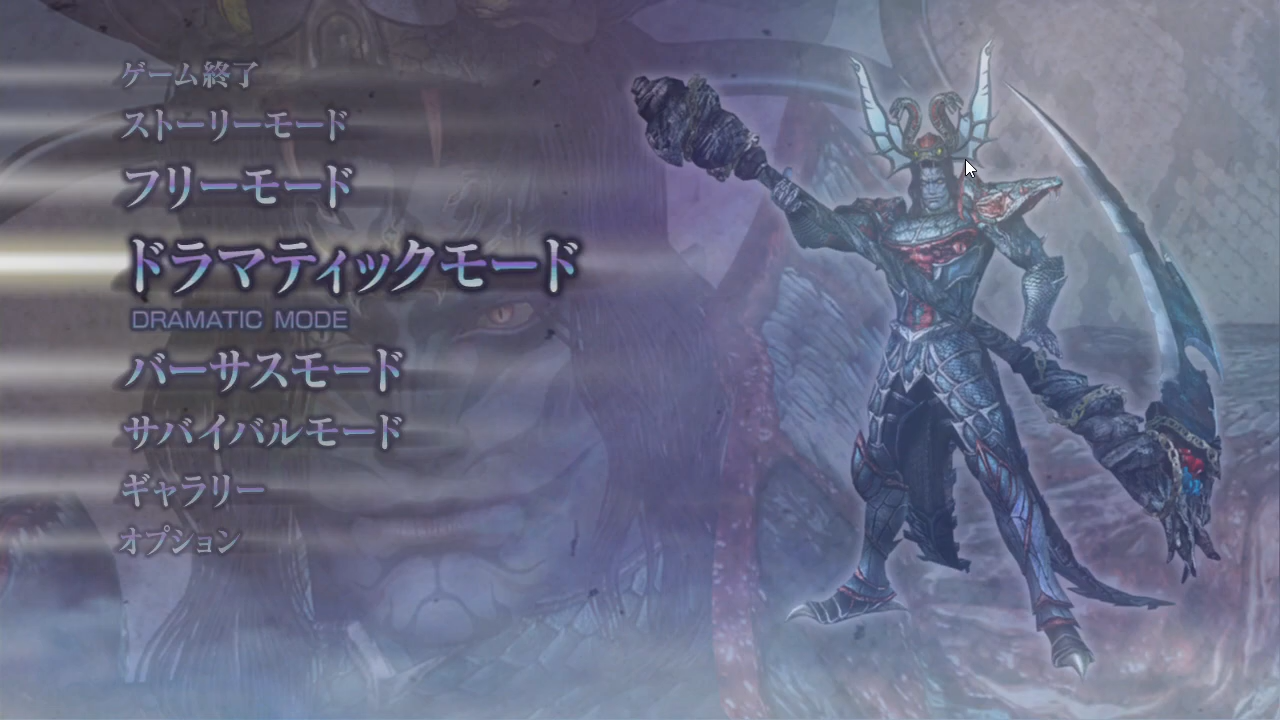 ゲーム終了
ストーリーモード
フリーモード
ドラマティックモード
DRAMATIC MODE
バーサスモード
サバイバルモード
ギャラリー
オプション